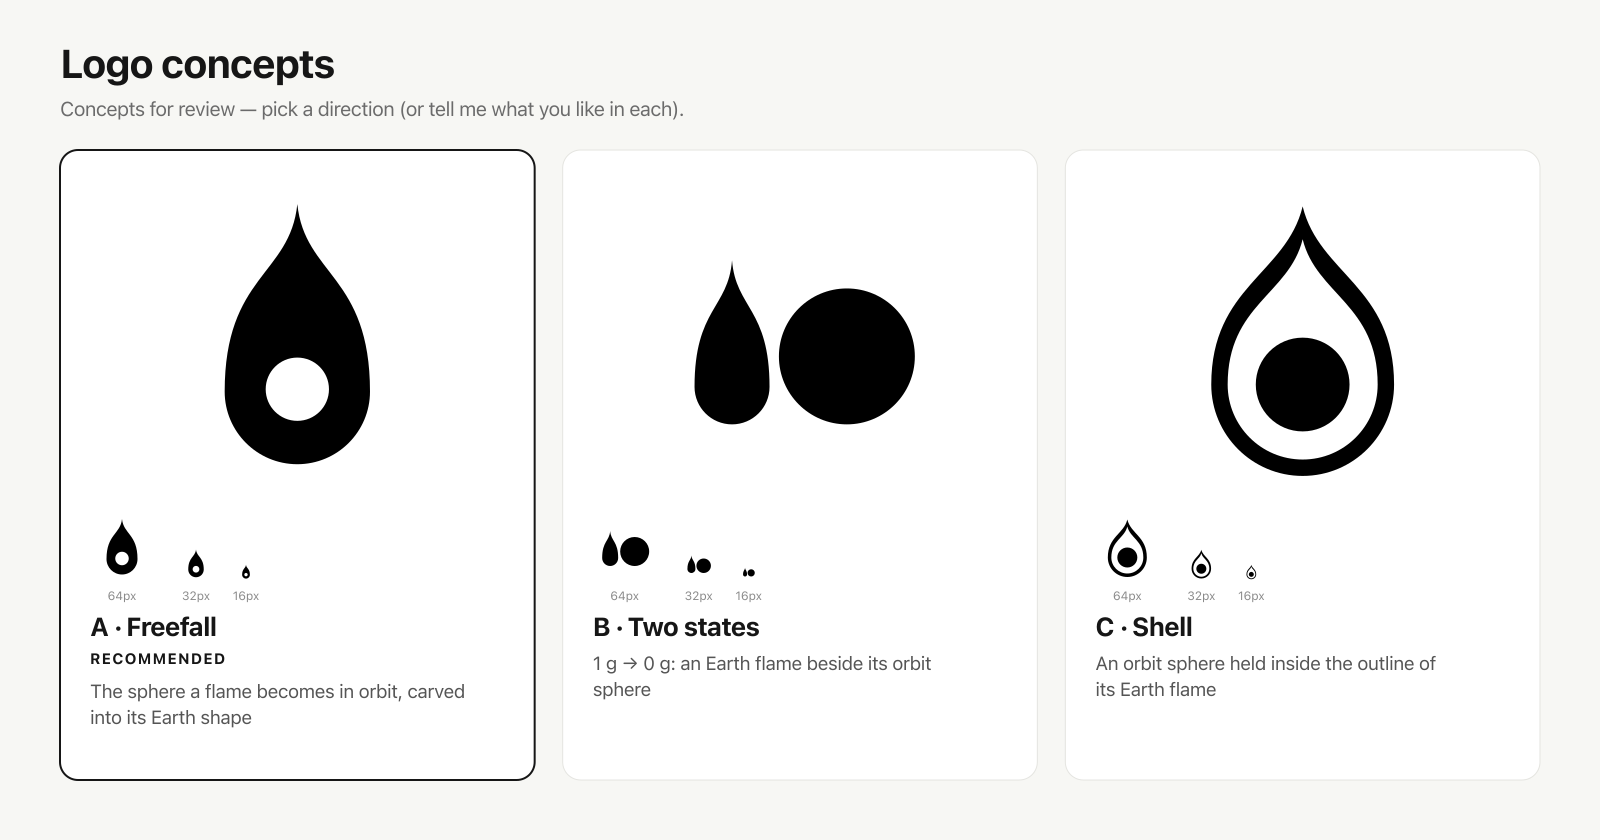 Logo concepts
Concepts for review — pick a direction (or tell me what you like in each).
64px 32px 16px
A · Freefall
RECOMMENDED
The sphere a flame becomes in orbit, carved
into its Earth shape
64px 32px 16px
B · Two states
1 g → 0 g: an Earth flame beside its orbit
sphere
64px 32px 16px
C · Shell
An orbit sphere held inside the outline of
its Earth flame